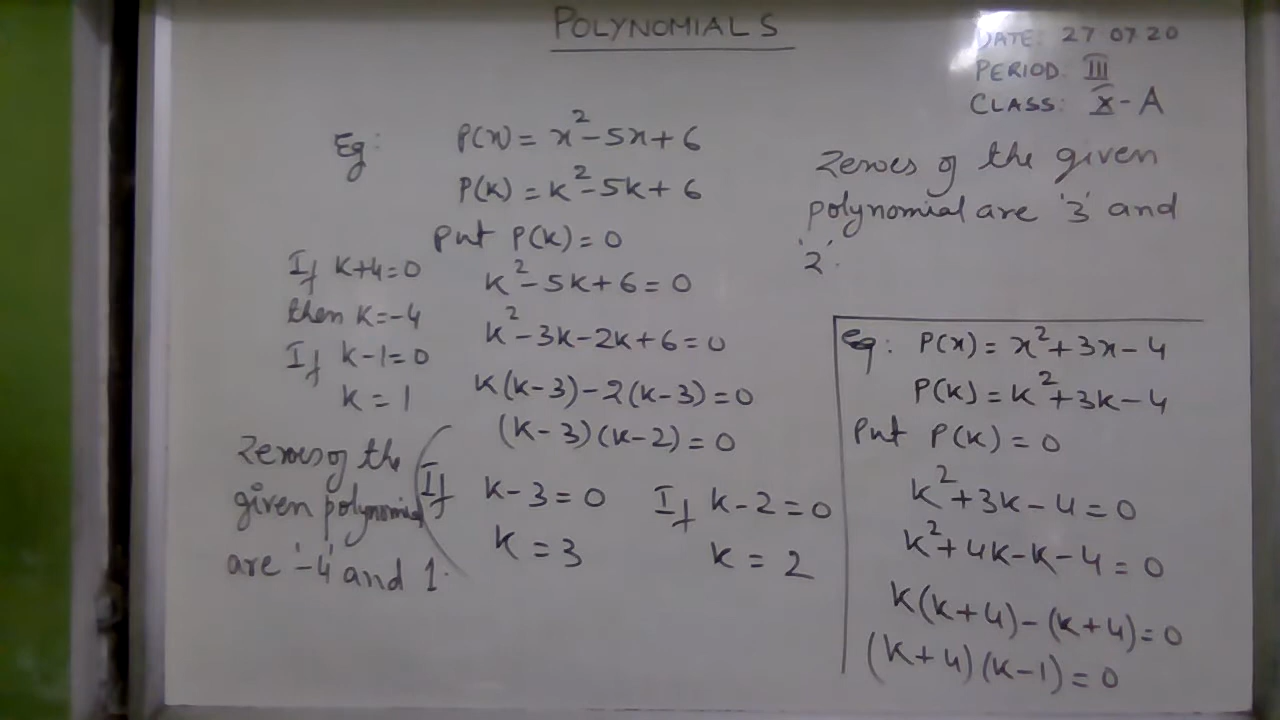 POLYNOMIALS
DATE: 27 07 20
PERIOD III
CLASS: X-A
Eg: P(x) = x²-5x+6
P(k) = k²-5k+6
Put P(k)=0
k²-5k+6=0
k²-3k-2k+6=0
k(k-3)-2(k-3)=0
(k-3)(k-2)=0
If k-3=0 If k-2=0
k=3 k=2
Zeroes of the given
polynomial are '3' and
'2'.
Eg: P(x) = x²+3x-4
P(k) = k²+3k-4
Put P(k)=0
k²+3k-4=0
k²+4k-k-4=0
k(k+4)-(k+4)=0
(k+4)(k-1)=0
If k+4=0
then k=-4
If k-1=0
k=1
Zeroes of the
given polynomial
are '-4' and 1.